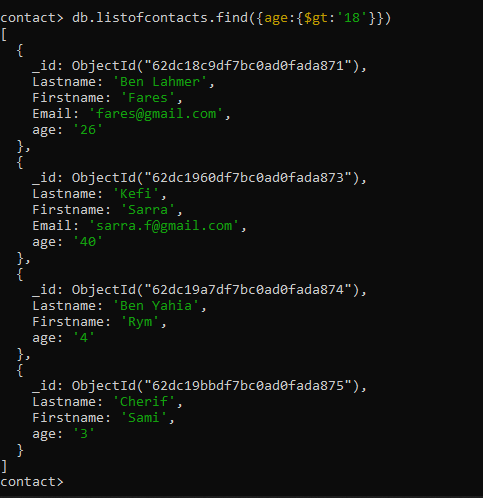 contact> db.listofcontacts.find({age:{$gt:'18'}})
[
  {
    _id: ObjectId("62dc18c9df7bc0ad0fada871"),
    Lastname: 'Ben Lahmer',
    Firstname: 'Fares',
    Email: 'fares@gmail.com',
    age: '26'
  },
  {
    _id: ObjectId("62dc1960df7bc0ad0fada873"),
    Lastname: 'Kefi',
    Firstname: 'Sarra',
    Email: 'sarra.f@gmail.com',
    age: '40'
  },
  {
    _id: ObjectId("62dc19a7df7bc0ad0fada874"),
    Lastname: 'Ben Yahia',
    Firstname: 'Rym',
    age: '4'
  },
  {
    _id: ObjectId("62dc19bbdf7bc0ad0fada875"),
    Lastname: 'Cherif',
    Firstname: 'Sami',
    age: '3'
  }
]
contact>